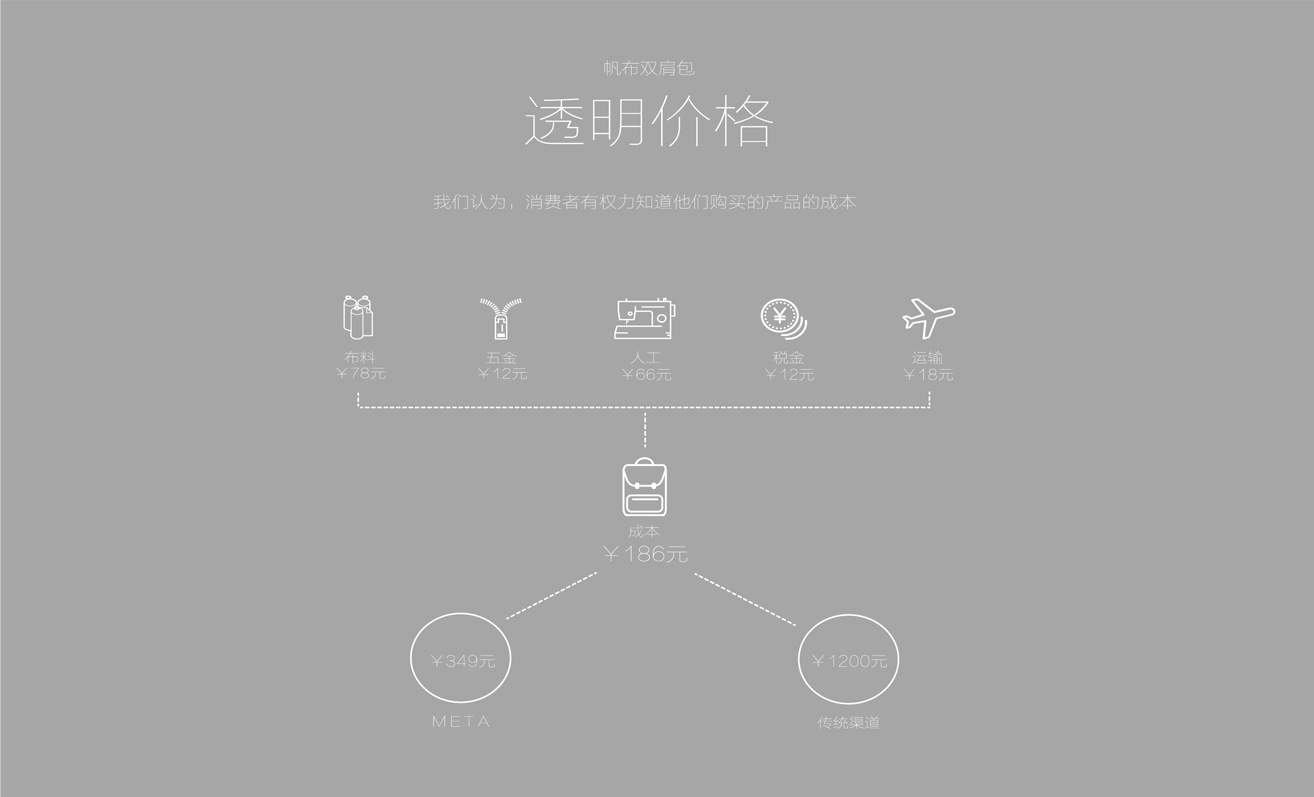 帆布双肩包
透明价格
我们认为，消费者有权力知道他们购买的产品的成本
布料
￥78元
五金
￥12元
人工
￥66元
税金
￥12元
运输
￥18元
成本
￥186元
￥349元
META
￥1200元
传统渠道